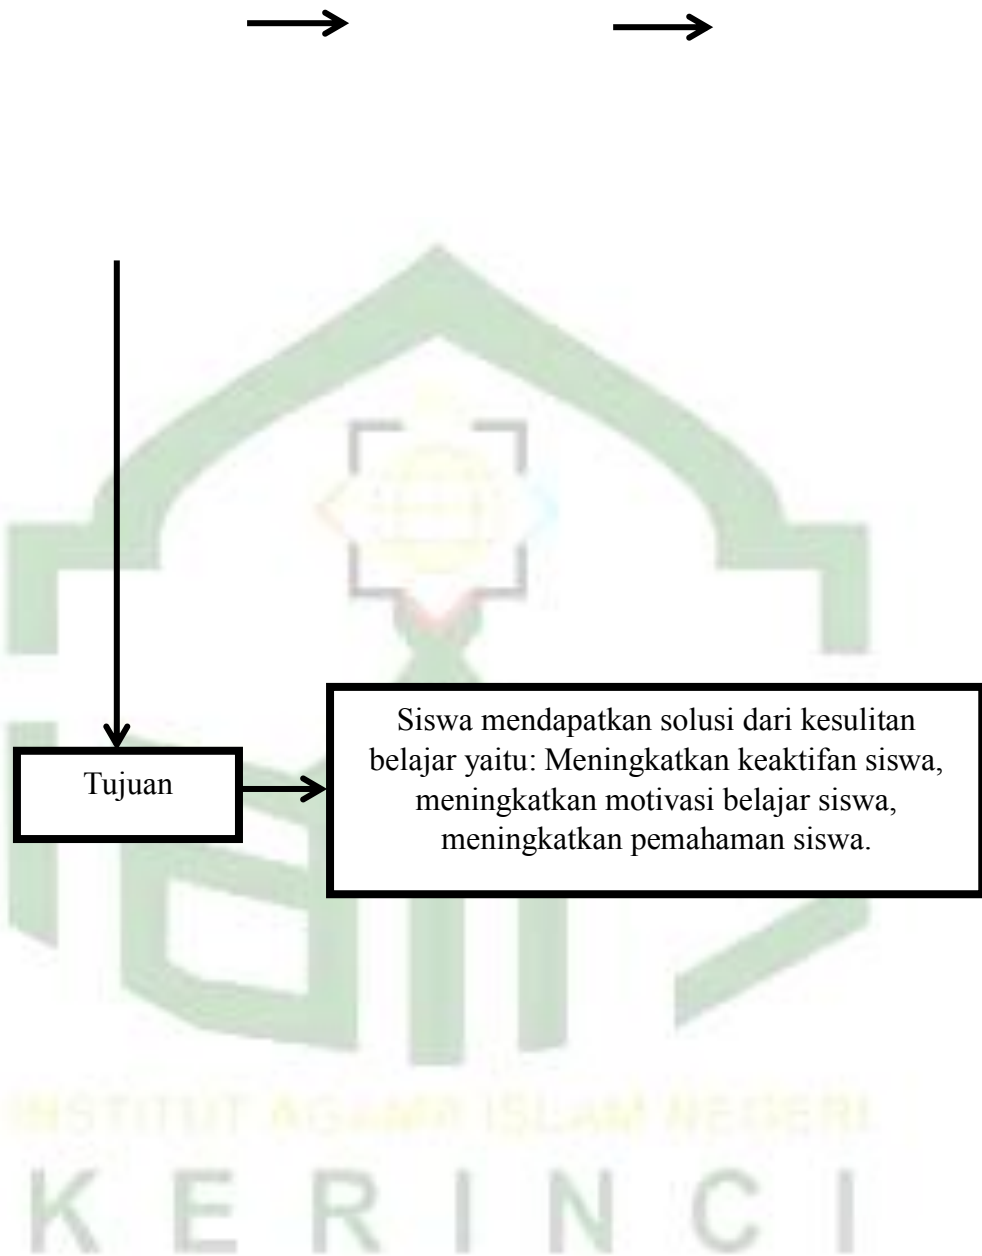 Tujuan
Siswa mendapatkan solusi dari kesulitan
belajar yaitu: Meningkatkan keaktifan siswa,
meningkatkan motivasi belajar siswa,
meningkatkan pemahaman siswa.
INSTITUT AGAMA ISLAM NEGERI
KERINCI